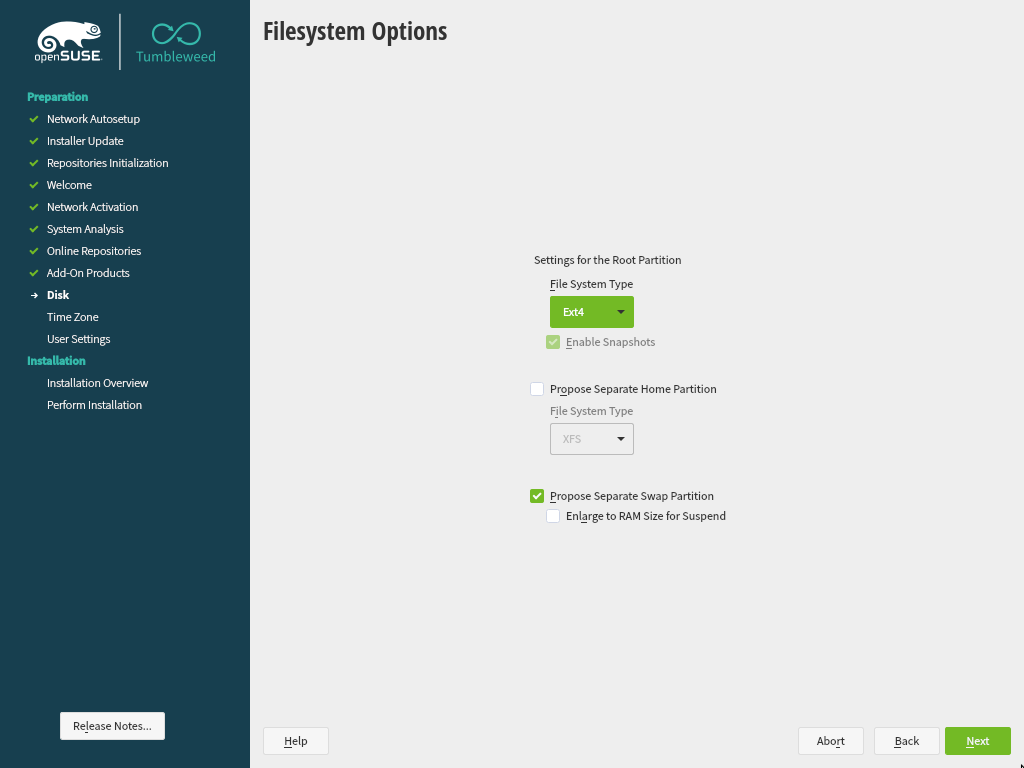 openSUSE
Tumbleweed
Preparation
Network Autosetup
Installer Update
Repositories Initialization
Welcome
Network Activation
System Analysis
Online Repositories
Add-On Products
Disk
Time Zone
User Settings
Installation
Installation Overview
Perform Installation
Release Notes...
Filesystem Options
Settings for the Root Partition
File System Type
Ext4
Enable Snapshots
Propose Separate Home Partition
File System Type
XFS
Propose Separate Swap Partition
Enlarge to RAM Size for Suspend
Help
Abort
Back
Next